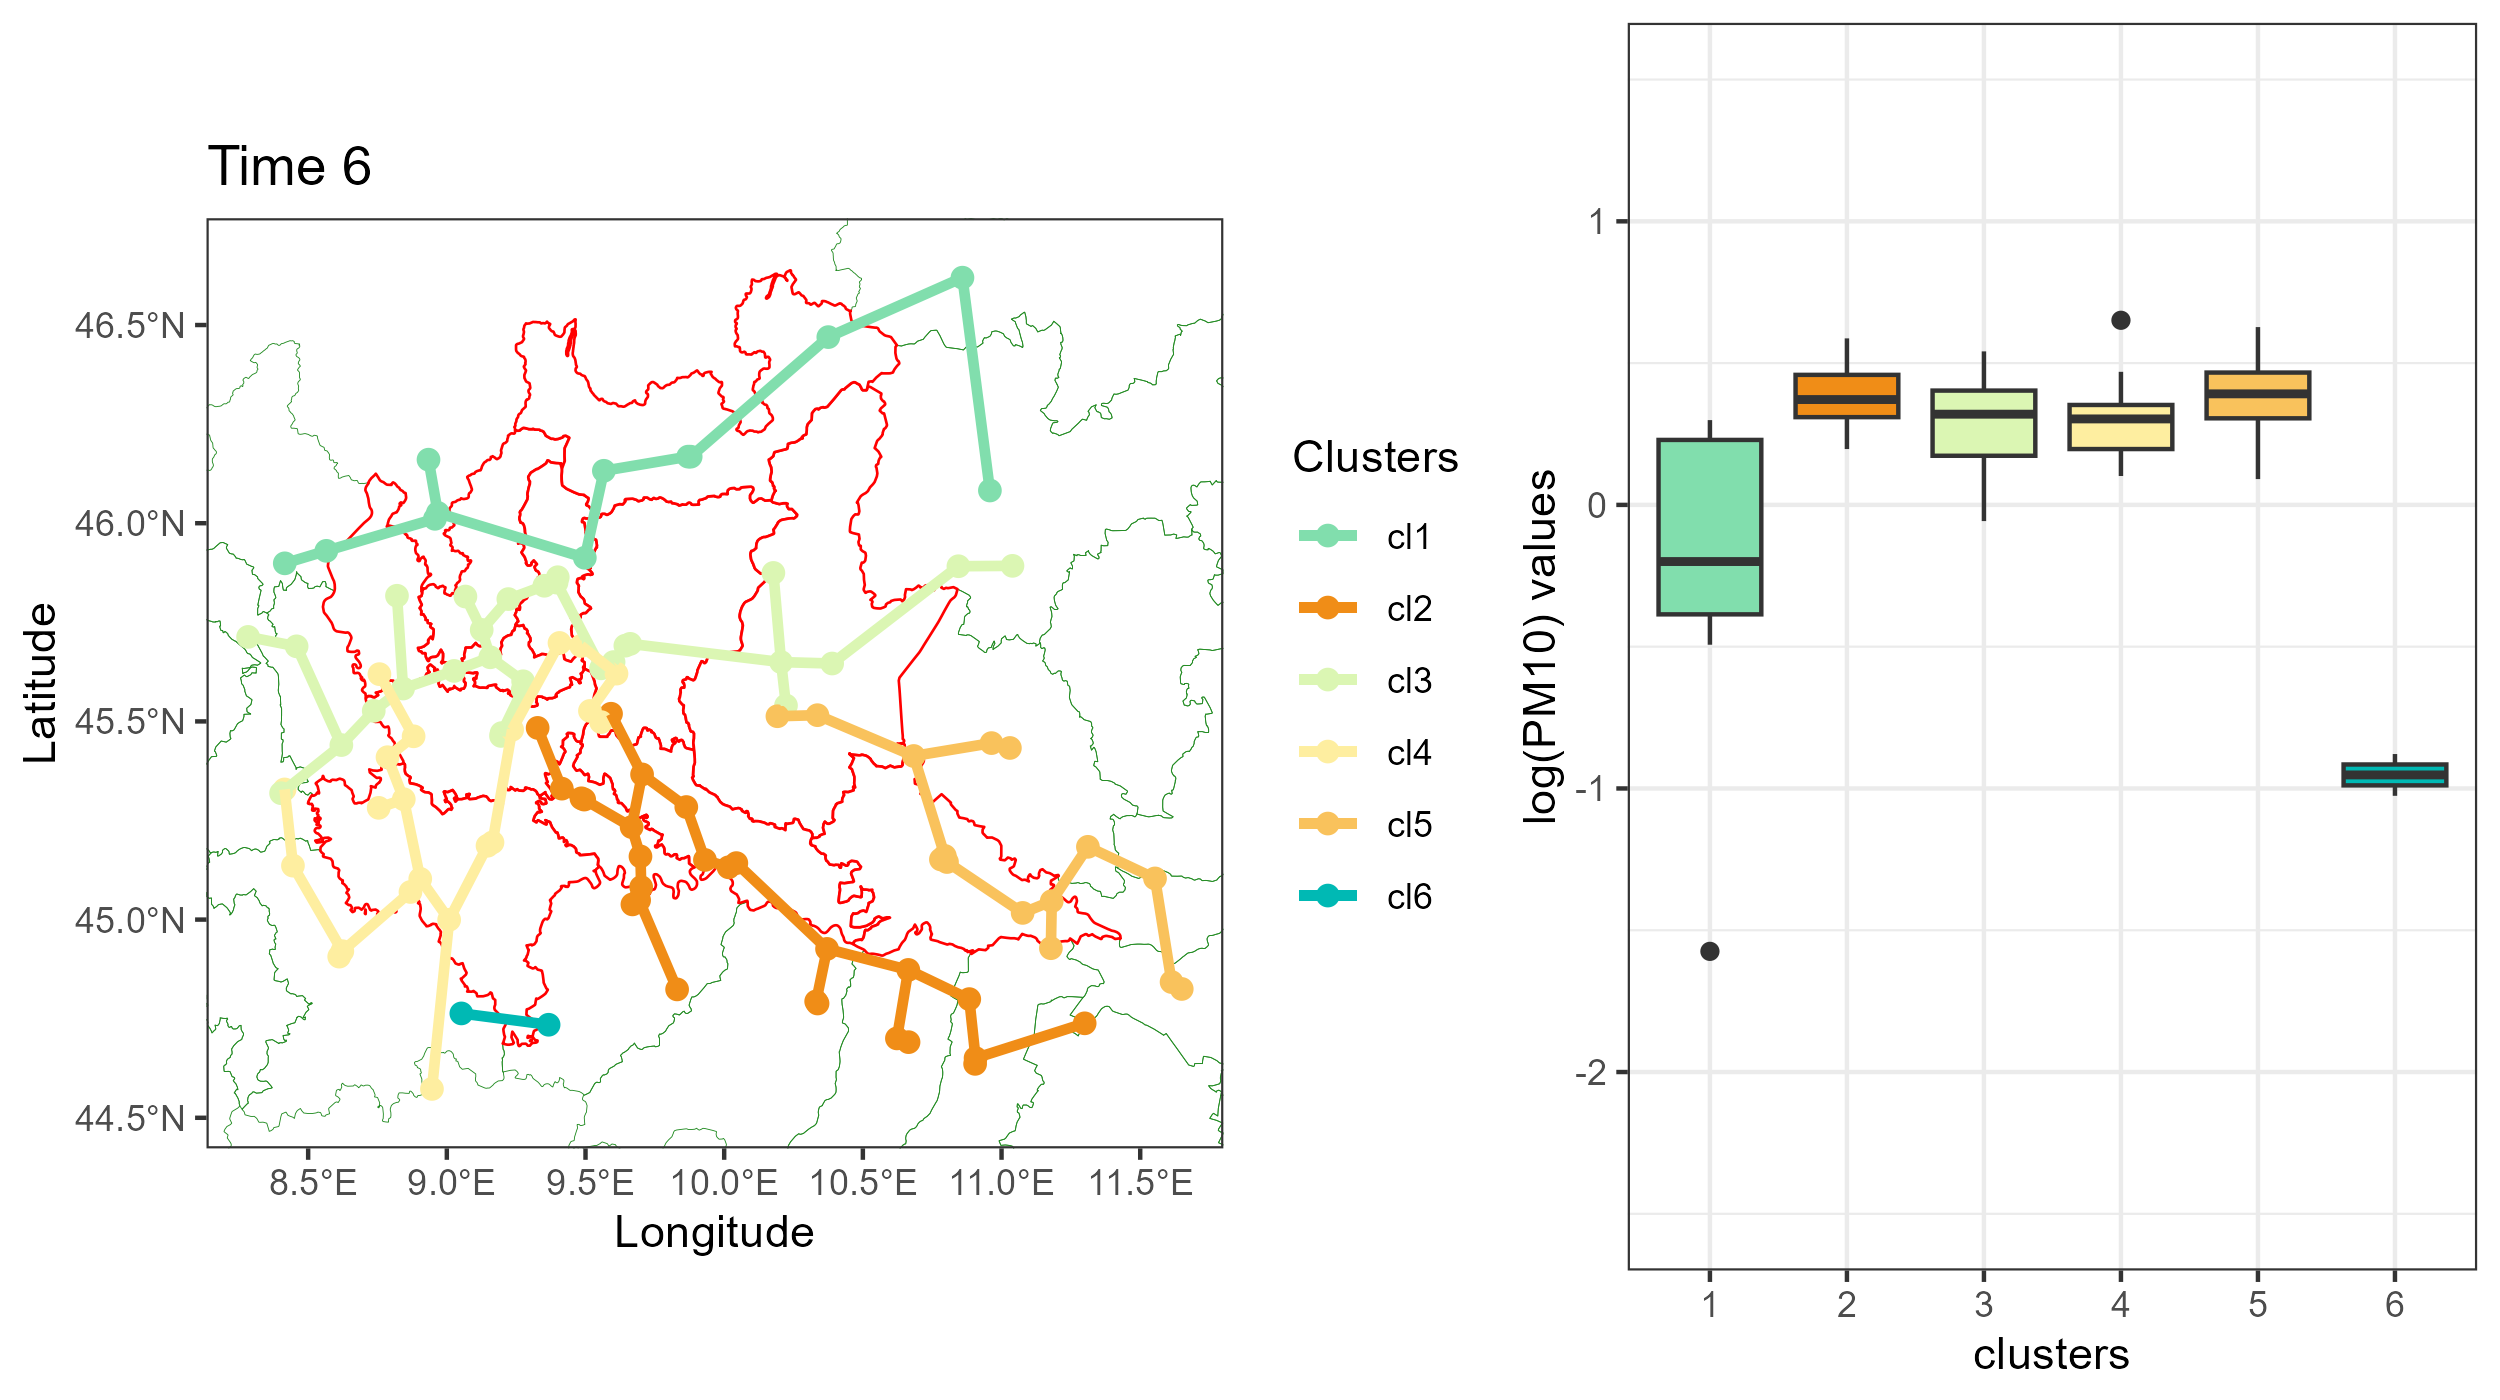 Time 6
Latitude
46.5°N
46.0°N
45.5°N
45.0°N
44.5°N
8.5°E 9.0°E 9.5°E 10.0°E 10.5°E 11.0°E 11.5°E
Longitude
Clusters
cl1
cl2
cl3
cl4
cl5
cl6
log(PM10) values
1
0
-1
-2
1 2 3 4 5 6
clusters